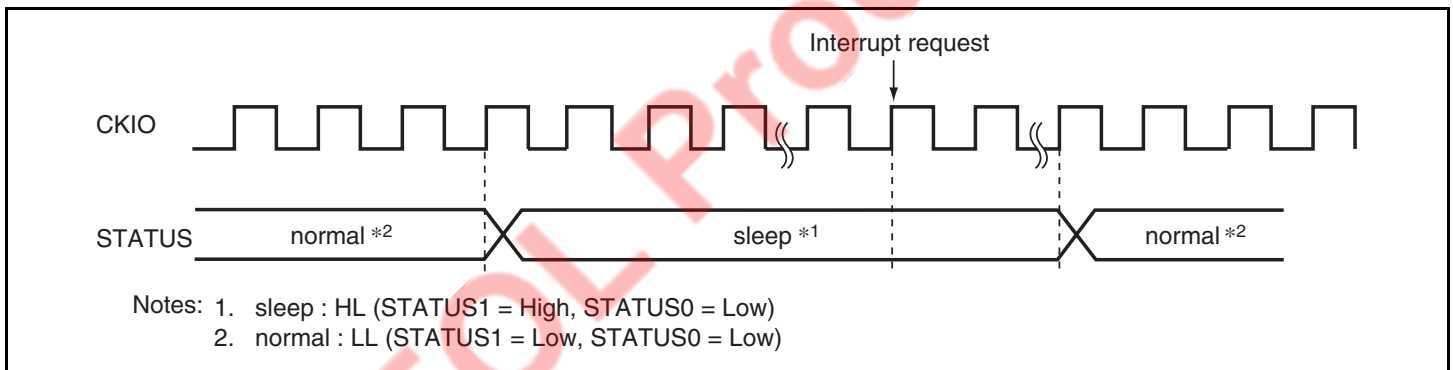 Interrupt request
CKIO
STATUS
normal *2
sleep *1
normal *2
Notes: 1. sleep : HL (STATUS1 = High, STATUS0 = Low)
2. normal : LL (STATUS1 = Low, STATUS0 = Low)